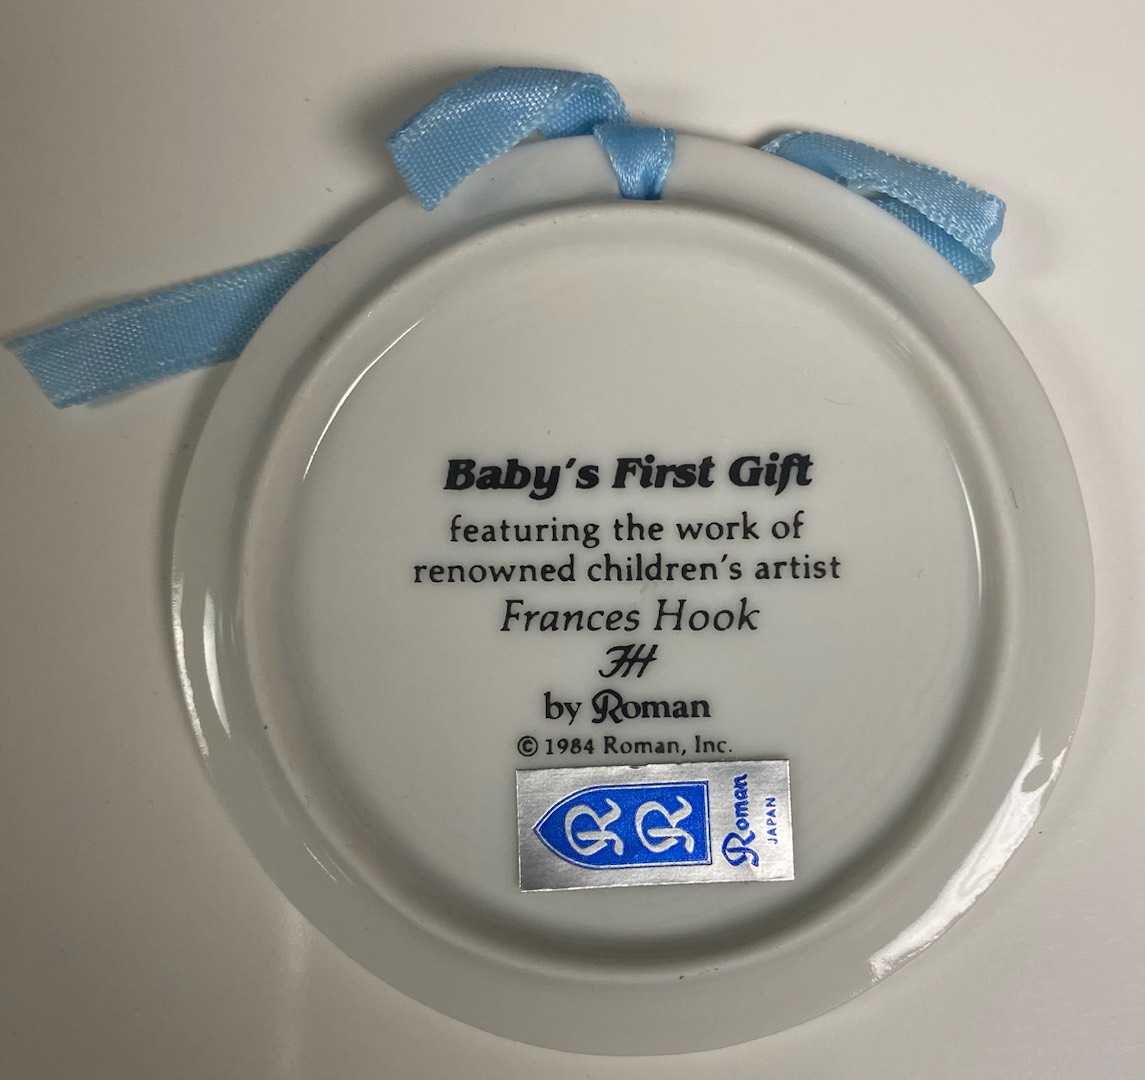 Baby's First Gift
featuring the work of
renowned children's artist
Frances Hook
FH
by Roman
© 1984 Roman, Inc.
R R
Roman
JAPAN